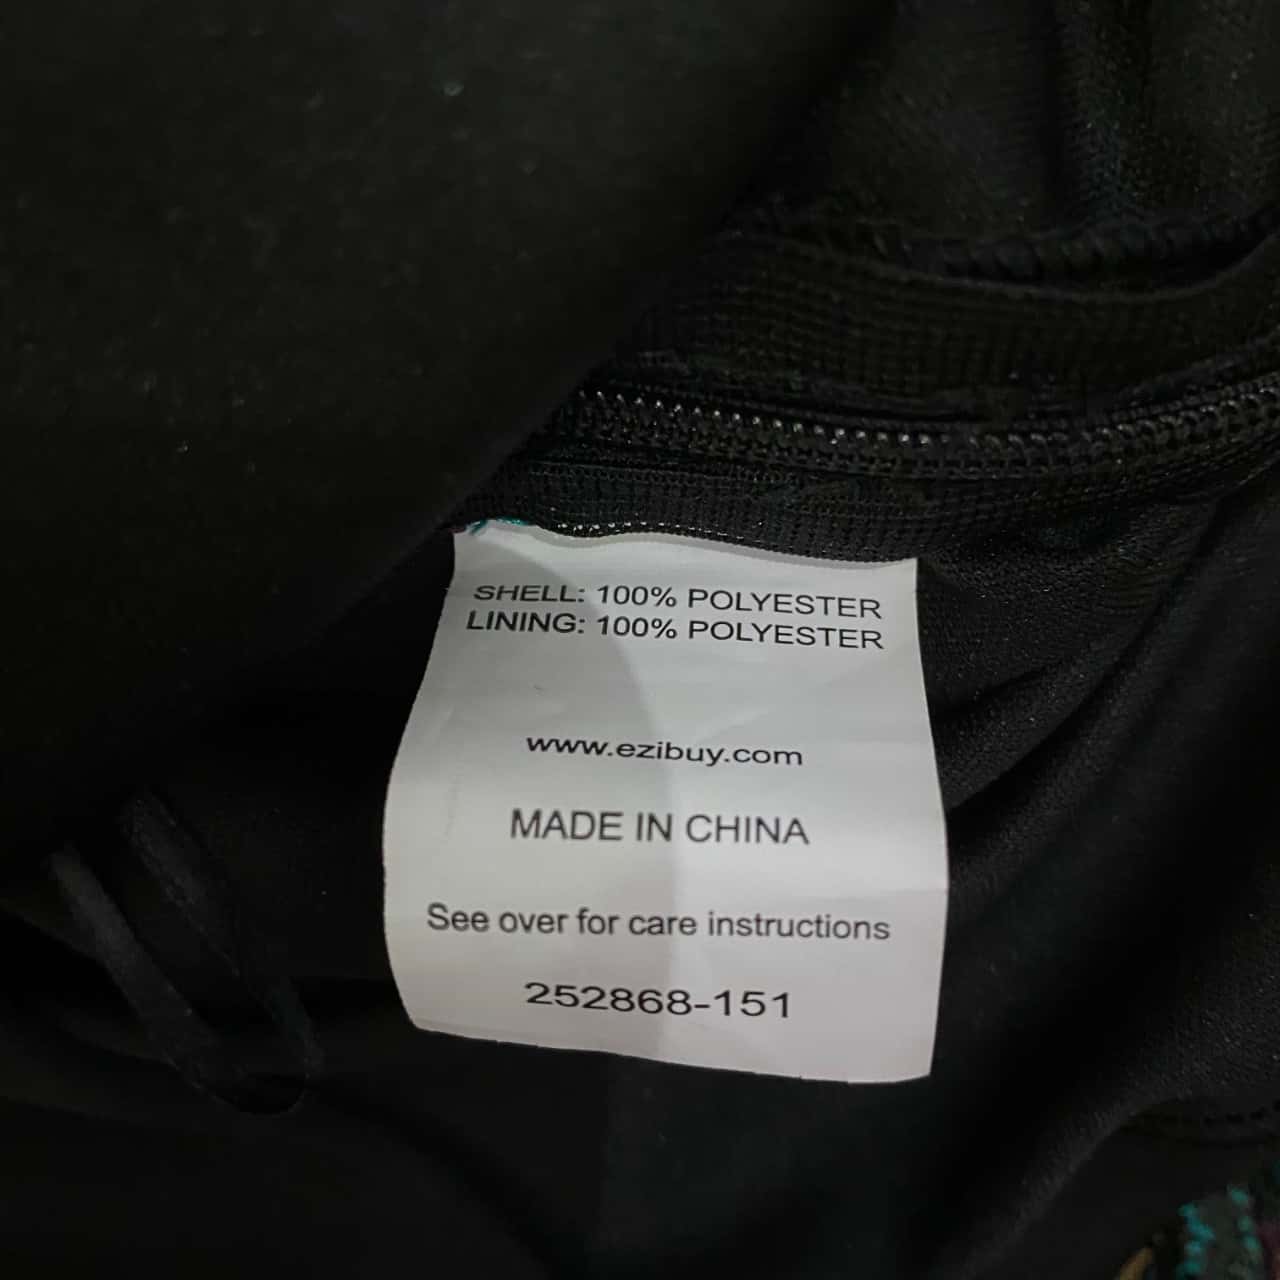 SHELL: 100% POLYESTER
LINING: 100% POLYESTER
www.ezibuy.com
MADE IN CHINA
See over for care instructions
252868-151